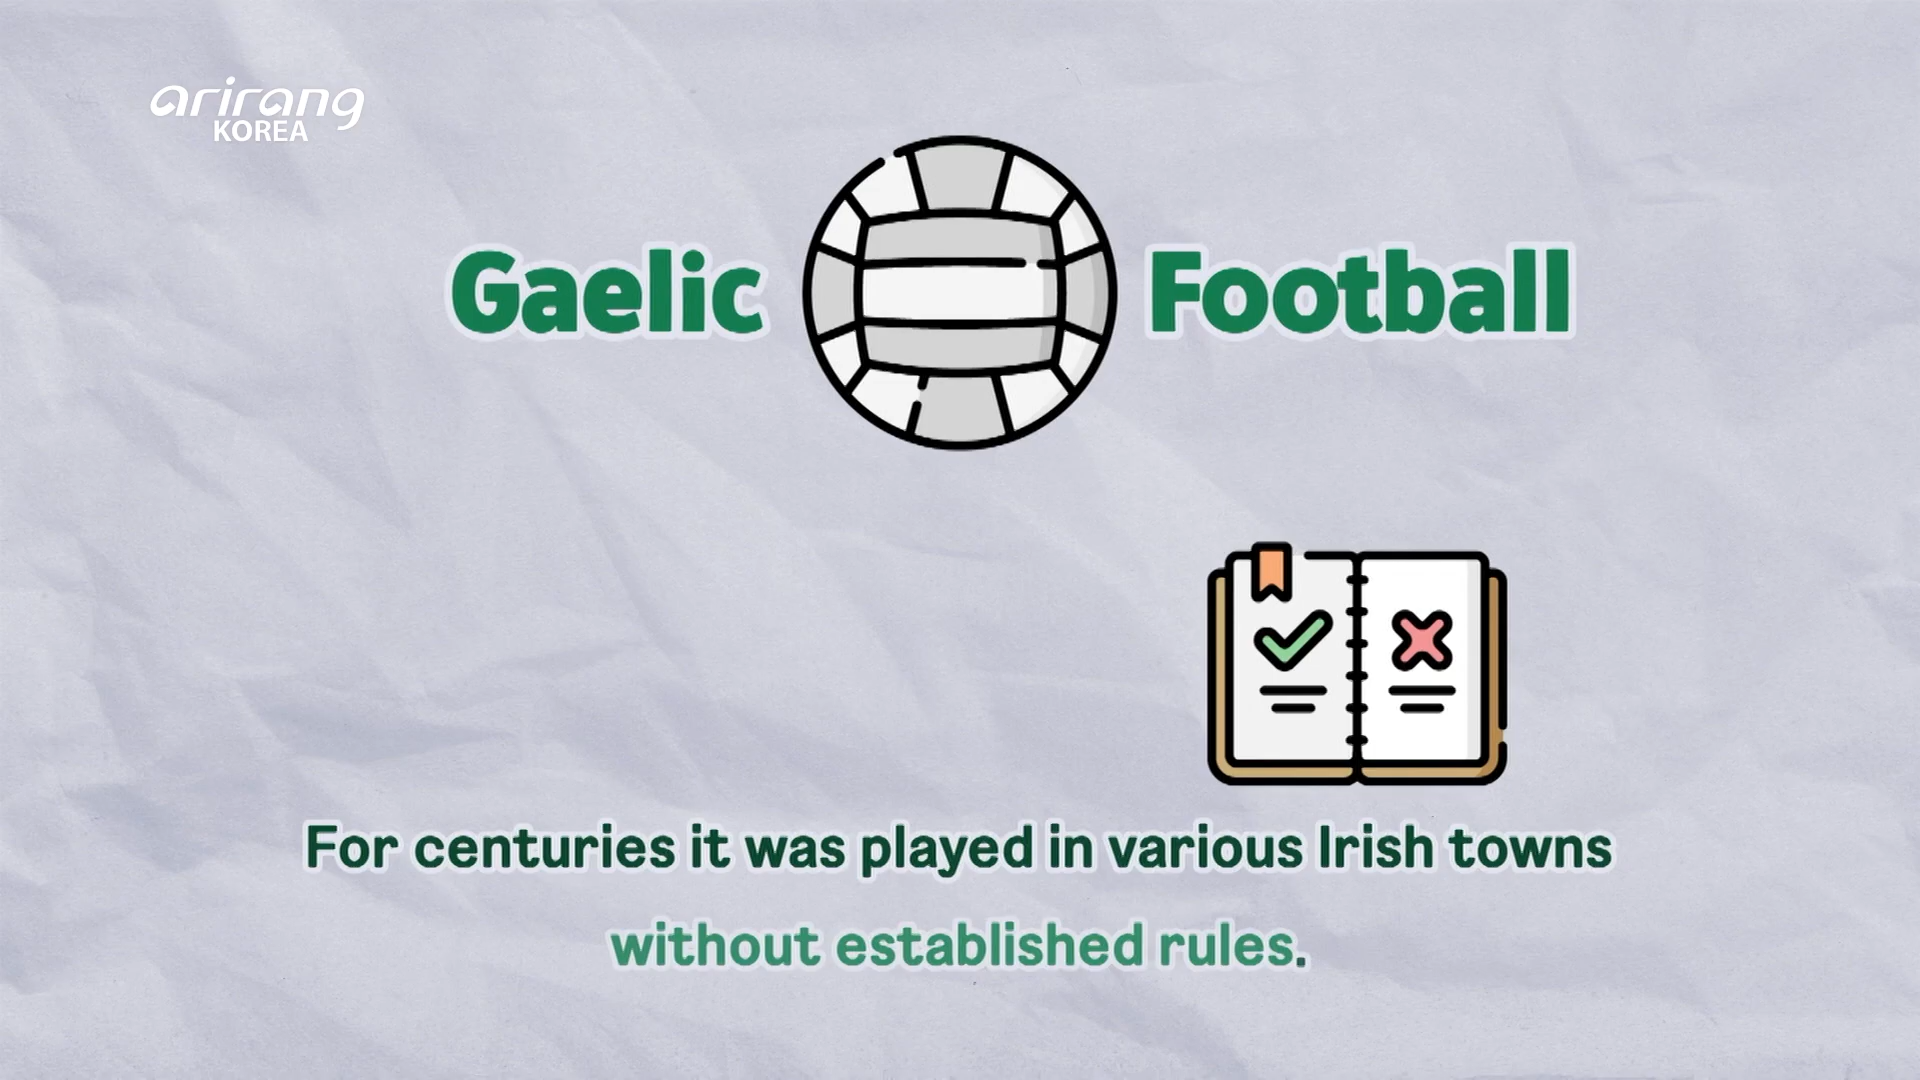 arirang
KOREA
Gaelic Football
For centuries it was played in various Irish towns
without established rules.